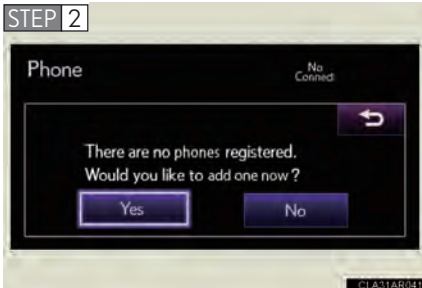 STEP 2
Phone
No
Connect
There are no phones registered.
Would you like to add one now?
Yes
No
CLA31AR041